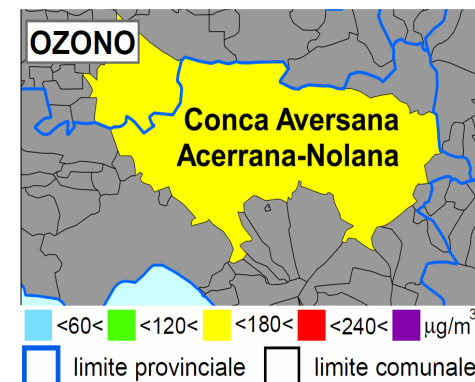 OZONO
Conca Aversana
Acerrana-Nolana
<60< <120< <180< <240< µg/m³
limite provinciale limite comunale